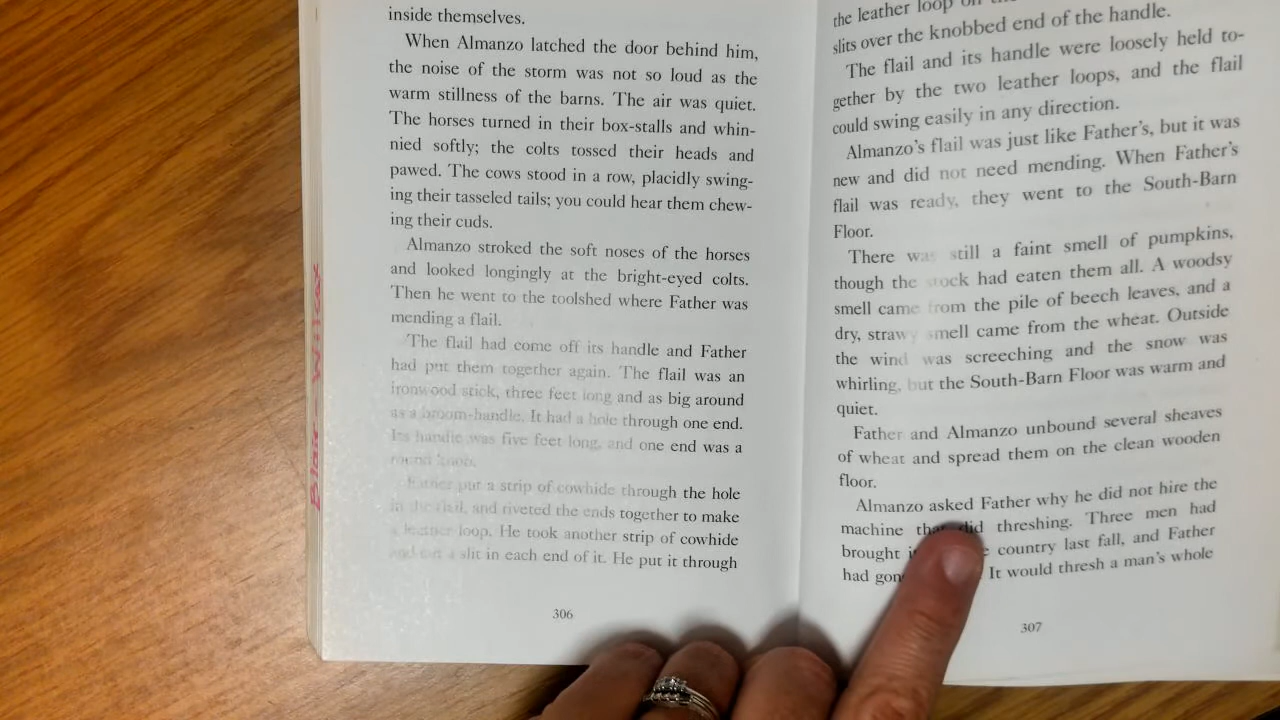 inside themselves.
When Almanzo latched the door behind him,
the noise of the storm was not so loud as the
warm stillness of the barns. The air was quiet.
The horses turned in their box-stalls and whin-
nied softly; the colts tossed their heads and
pawed. The cows stood in a row, placidly swing-
ing their tasseled tails; you could hear them chew-
ing their cuds.
Almanzo stroked the soft noses of the horses
and looked longingly at the bright-eyed colts.
Then he went to the toolshed where Father was
mending a flail.
The flail had come off its handle and Father
had put them together again. The flail was an
ironwood stick, three feet long and as big around
as a broom-handle. It had a hole through one end.
Its handle was five feet long, and one end was a
round knob.
Father put a strip of cowhide through the hole
in the flail, and riveted the ends together to make
a leather loop. He took another strip of cowhide
and cut a slit in each end of it. He put it through
306
the leather loop on
slits over the knobbed end of the handle.
The flail and its handle were loosely held to-
gether by the two leather loops, and the flail
could swing easily in any direction.
Almanzo's flail was just like Father's, but it was
new and did not need mending. When Father's
flail was ready, they went to the South-Barn
Floor.
There was still a faint smell of pumpkins,
though the stock had eaten them all. A woodsy
smell came from the pile of beech leaves, and a
dry, strawy smell came from the wheat. Outside
the wind was screeching and the snow was
whirling, but the South-Barn Floor was warm and
quiet.
Father and Almanzo unbound several sheaves
of wheat and spread them on the clean wooden
floor.
Almanzo asked Father why he did not hire the
machine that did threshing. Three men had
brought country last fall, and Father
had It would thresh a man's whole
307
Blair-Wilcox